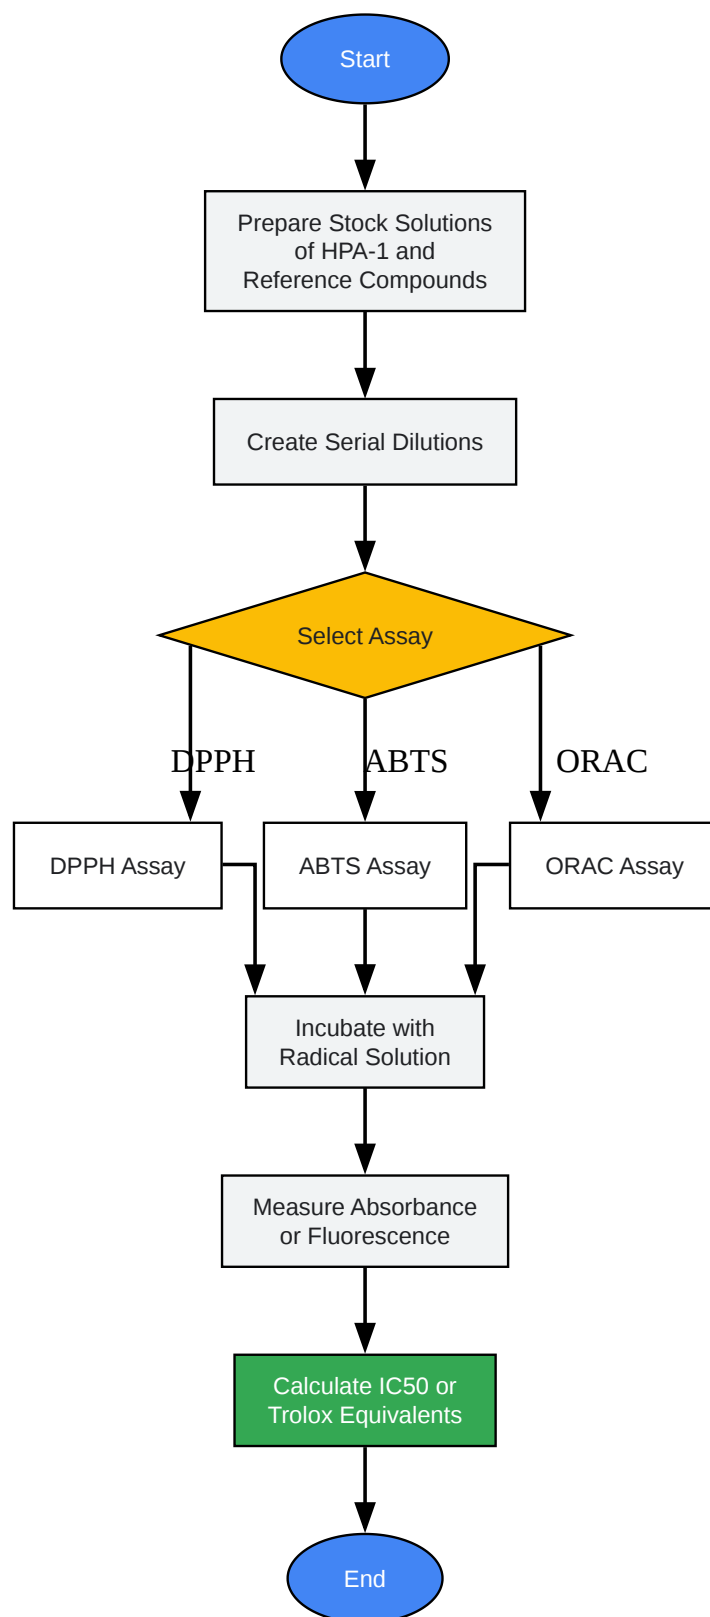 Start
Prepare Stock Solutions
of HPA-1 and
Reference Compounds
Create Serial Dilutions
Select Assay
DPPH
ABTS
ORAC
DPPH Assay
ABTS Assay
ORAC Assay
Incubate with
Radical Solution
Measure Absorbance
or Fluorescence
Calculate IC50 or
Trolox Equivalents
End